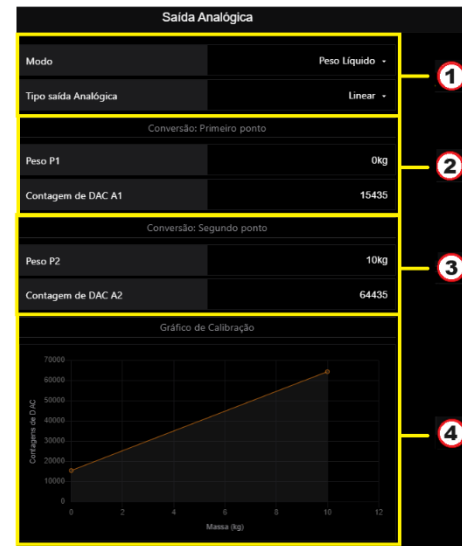 Saída Analógica
Modo Peso Líquido
Tipo saída Analógica Linear
1
Conversão: Primeiro ponto
Peso P1 0kg
Contagem de DAC A1 15435
2
Conversão: Segundo ponto
Peso P2 10kg
Contagem de DAC A2 64435
3
Gráfico de Calibração
70000
60000
50000
40000
30000
20000
10000
0
Contagens de DAC
0 2 4 6 8 10 12
Massa (kg)
4